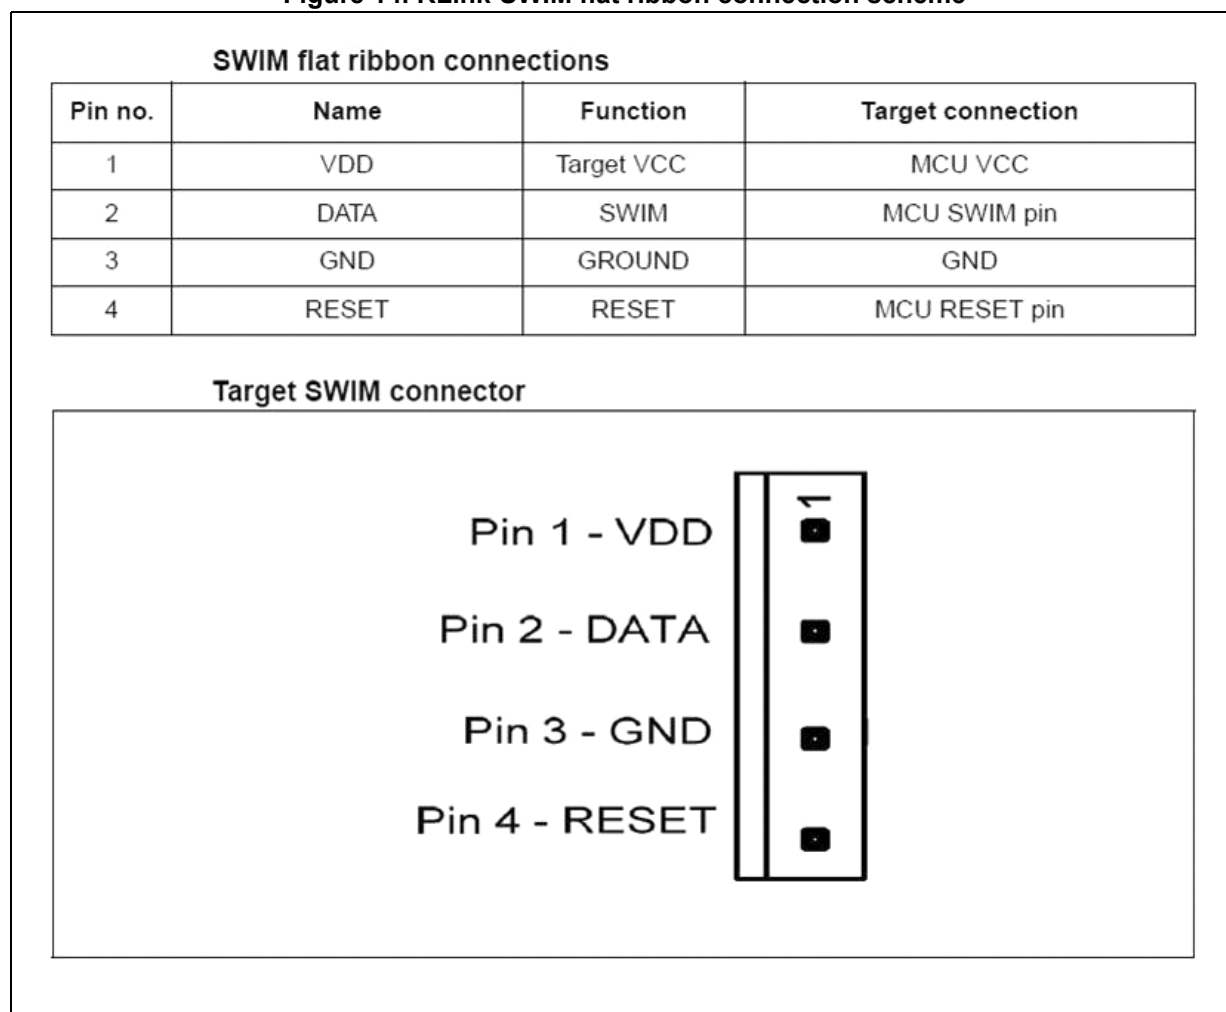 SWIM flat ribbon connections
Pin no. Name Function Target connection
1 VDD Target VCC MCU VCC
2 DATA SWIM MCU SWIM pin
3 GND GROUND GND
4 RESET RESET MCU RESET pin
Target SWIM connector
1
Pin 1 - VDD
Pin 2 - DATA
Pin 3 - GND
Pin 4 - RESET